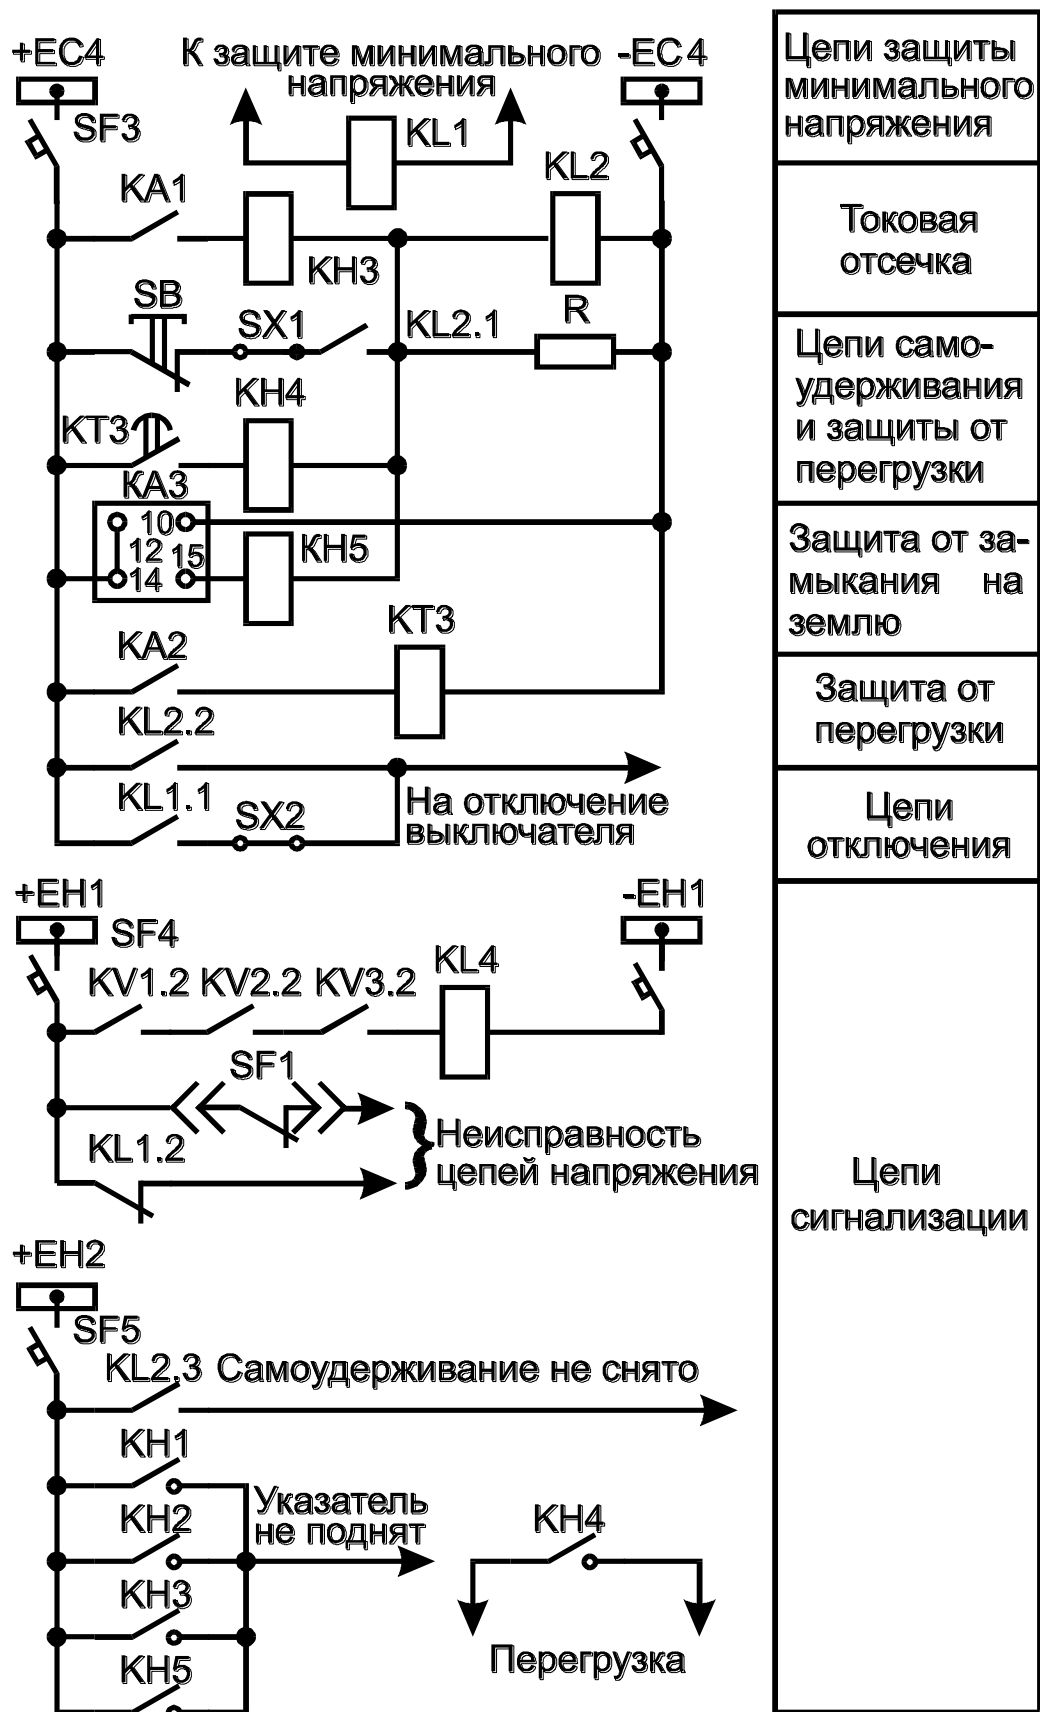 +EC4
К защите минимального
напряжения
-EC 4
SF3
KL1
KL2
KA1
KH3
SB
SX1
KL2.1
R
KH4
KT3
KA3
10
12
15
14
KH5
KT3
KA2
KL2.2
KL1.1
SX2
На отключение
выключателя
+EH1
-EH1
SF4
KL4
KV1.2 KV2.2 KV3.2
SF1
KL1.2
Неисправность
цепей напряжения
+EH2
SF5
KL2.3 Самоудерживание не снято
KH1
Указатель
не поднят
KH2
KH4
KH3
Перегрузка
KH5
Цепи защиты
минимального
напряжения
Токовая
отсечка
Цепи само-
удерживания
и защиты от
перегрузки
Защита от за-
мыкания на
землю
Защита от
перегрузки
Цепи
отключения
Цепи
сигнализации